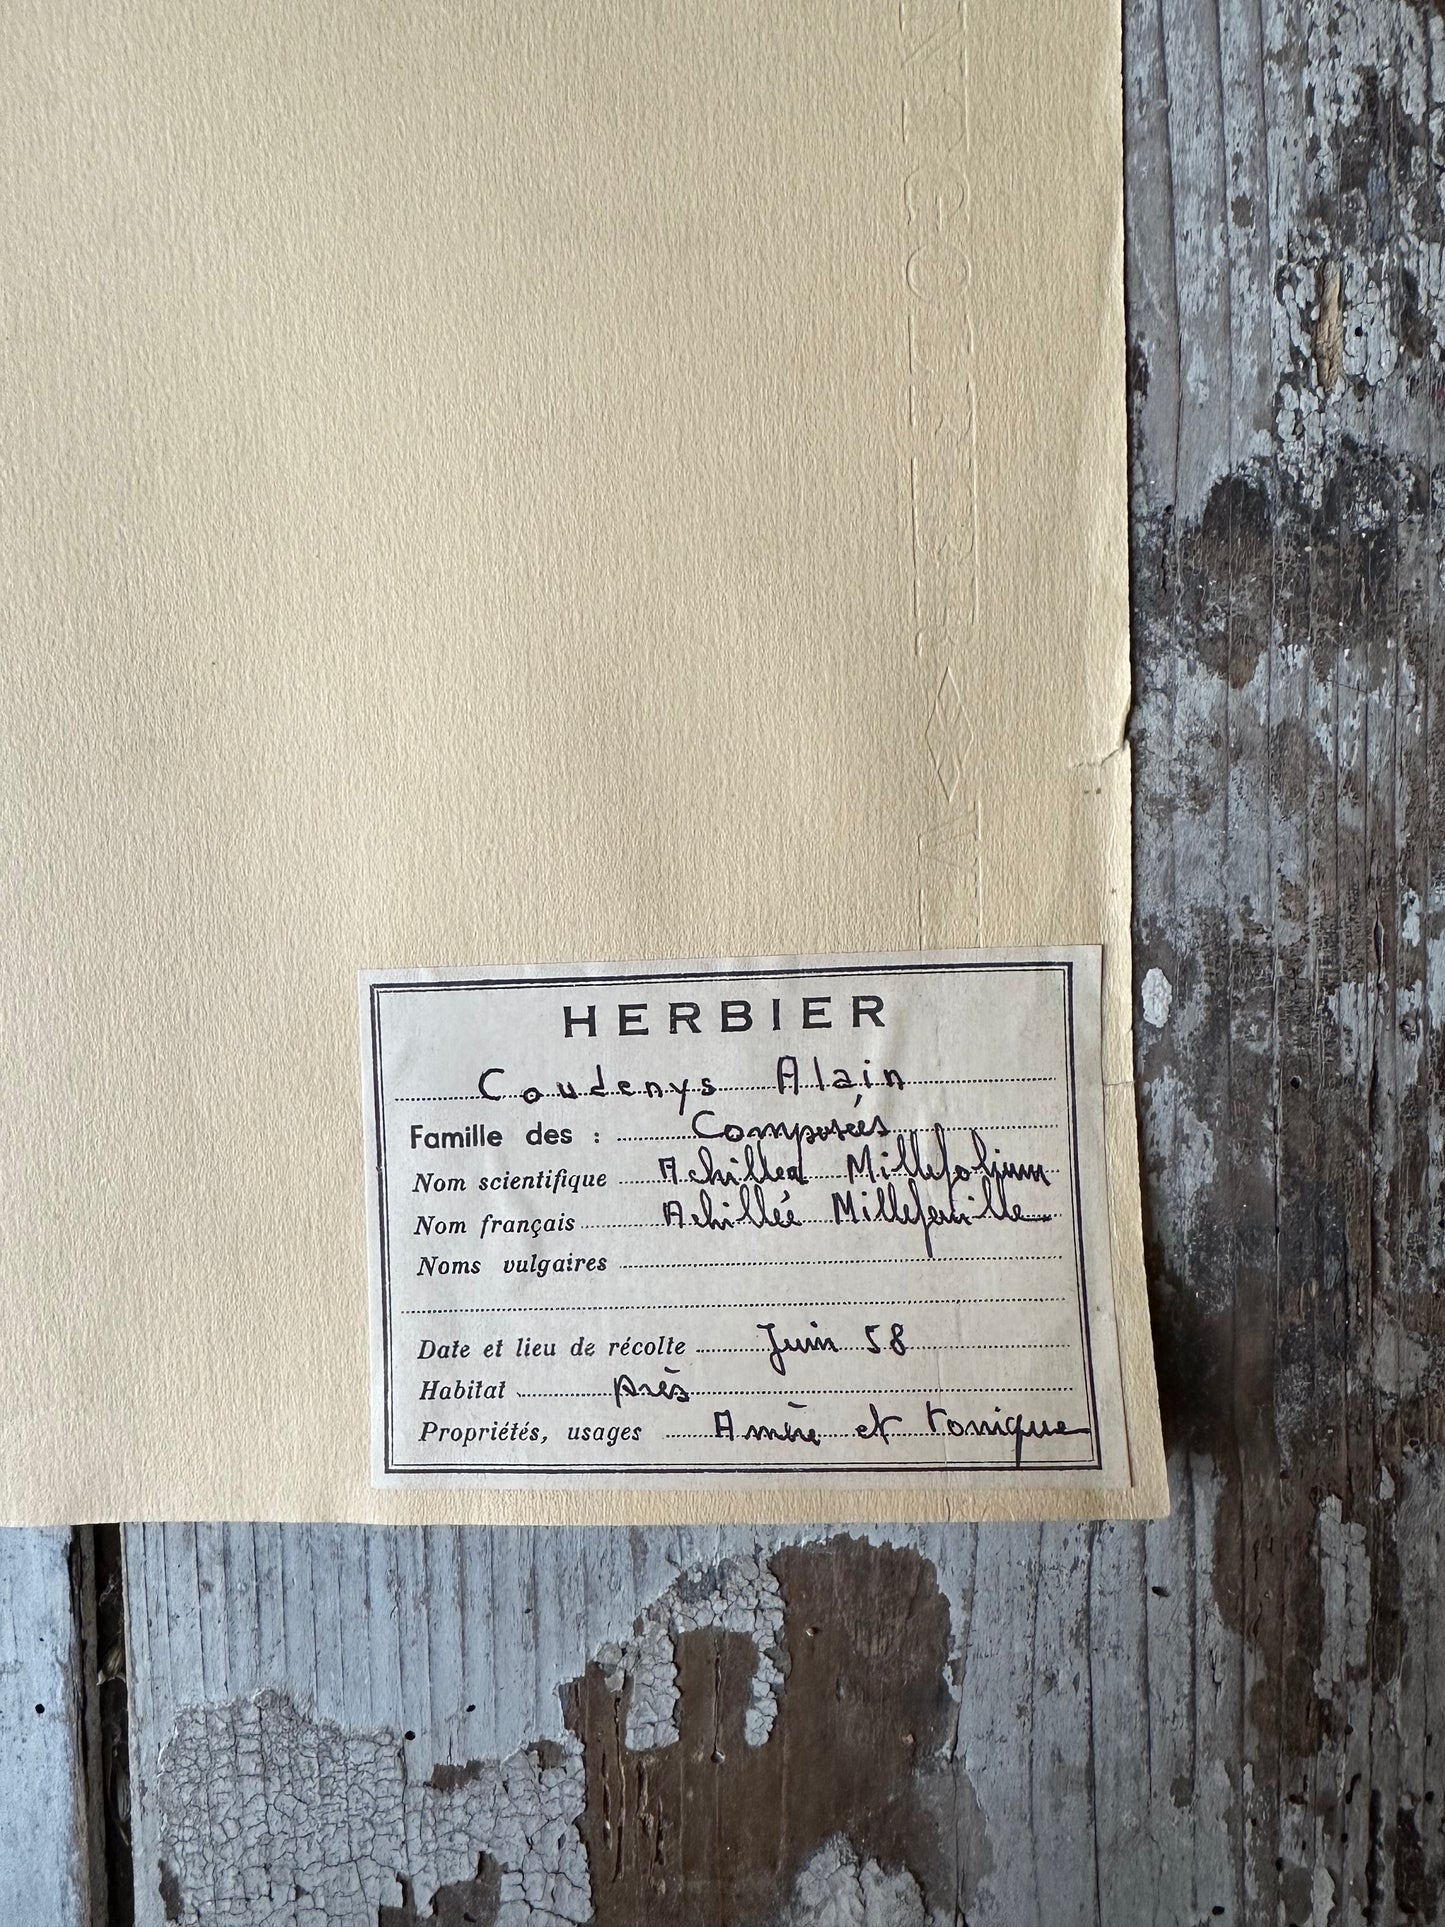 HERBIER
Coudenys Alain
Famille des : Composées
Nom scientifique Achillea Millefolium
Nom français Achillée Millefeuille
Noms vulgaires
Date et lieu de récolte Juin 58
Habitat près
Propriétés, usages Amère et tonique